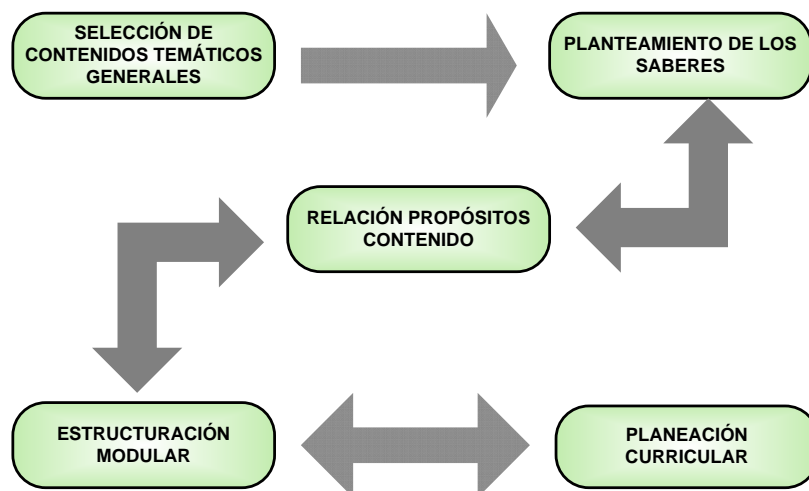 SELECCIÓN DE
CONTENIDOS TEMÁTICOS
GENERALES
PLANTEAMIENTO DE LOS
SABERES
RELACIÓN PROPÓSITOS
CONTENIDO
ESTRUCTURACIÓN
MODULAR
PLANEACIÓN
CURRICULAR